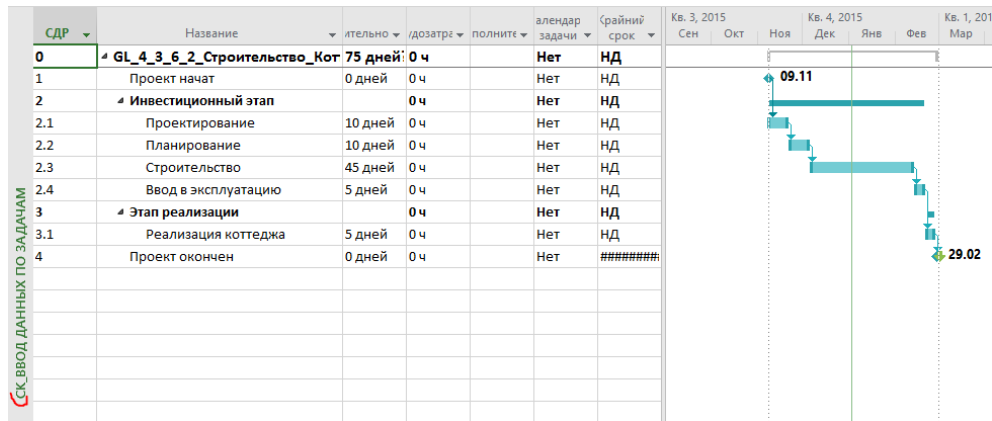 СДР Название ительно /дозатра полните алендар задачи Крайний срок Кв. 3, 2015 Кв. 4, 2015 Кв. 1, 201
Сен Окт Ноя Дек Янв Фев Мар
0 GL_4_3_6_2_Строительство_Кот 75 дней 0 ч Нет НД
1 Проект начат 0 дней 0 ч Нет НД 09.11
2 Инвестиционный этап 0 ч Нет НД
2.1 Проектирование 10 дней 0 ч Нет НД
2.2 Планирование 10 дней 0 ч Нет НД
2.3 Строительство 45 дней 0 ч Нет НД
2.4 Ввод в эксплуатацию 5 дней 0 ч Нет НД
3 Этап реализации 0 ч Нет НД
3.1 Реализация коттеджа 5 дней 0 ч Нет НД
4 Проект окончен 0 дней 0 ч Нет ######### 29.02
СК_ВВОД ДАННЫХ ПО ЗАДАЧАМ